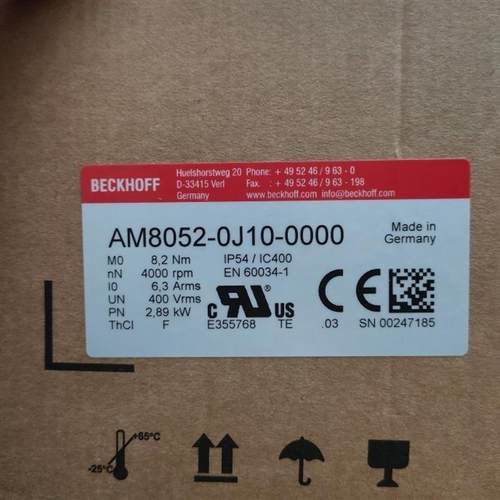 BECKHOFF
Huelshorstweg 20 Phone: + 49 52 46 / 9 63 - 0
D-33415 Verl Fax. : + 49 52 46 / 9 63 - 198
-Germany www.beckhoff.com info@beckhoff.com
AM8052-0J10-0000
Made in
Germany
M0 8,2 Nm IP54 / IC400
nN 4000 rpm EN 60034-1
I0 6,3 Arms
UN 400 Vrms
PN 2,89 kW
ThCl F
c RU US
E355768 TE
CE
.03 SN 00247185
+65°C
-25°C